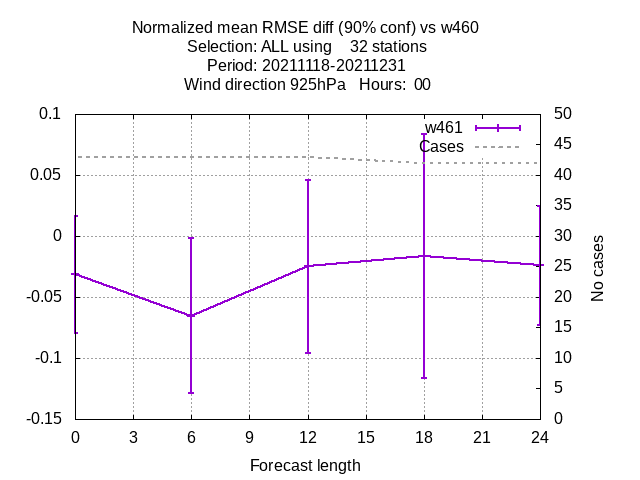 Normalized mean RMSE diff (90% conf) vs w460
Selection: ALL using    32 stations
Period: 20211118-20211231
Wind direction 925hPa   Hours:  00
w461
Cases
0.1
0.05
0
-0.05
-0.1
-0.15
50
45
40
35
30
25
20
15
10
5
0
No cases
0 3 6 9 12 15 18 21 24
Forecast length